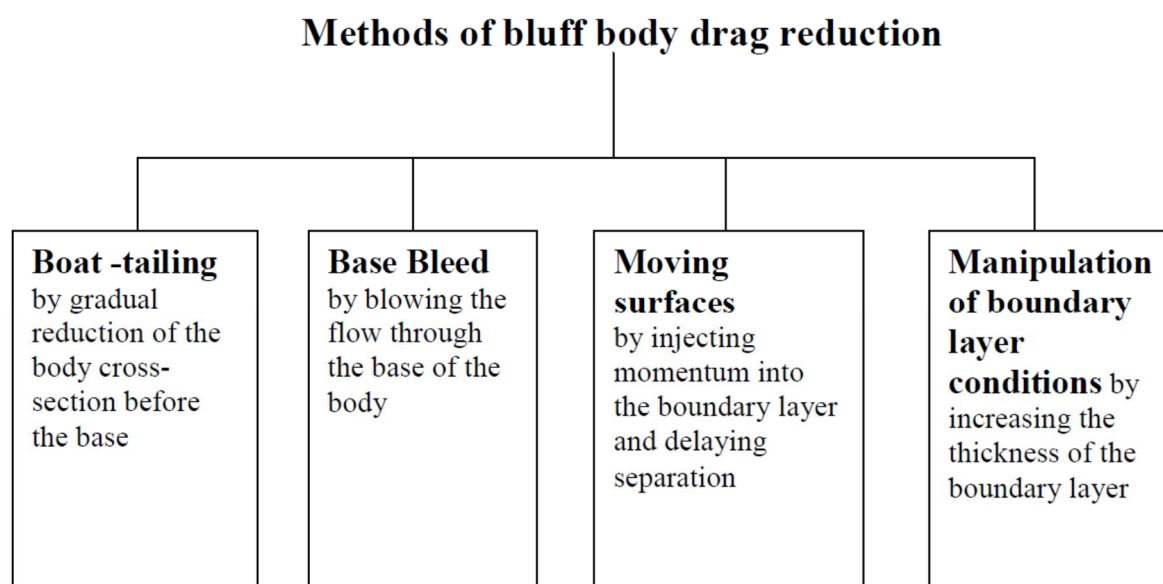 Methods of bluff body drag reduction
Boat -tailing
by gradual
reduction of the
body cross-
section before
the base
Base Bleed
by blowing the
flow through
the base of the
body
Moving
surfaces
by injecting
momentum into
the boundary layer
and delaying
separation
Manipulation
of boundary
layer
conditions by
increasing the
thickness of the
boundary layer